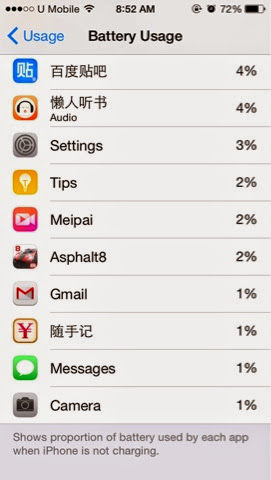 U Mobile 8:52 AM 72%
Usage Battery Usage
贴 百度贴吧 4%
懒人听书 4%
Audio
Settings 3%
Tips 2%
Meipai 2%
B Asphalt8 2%
M Gmail 1%
¥ 随手记 1%
Messages 1%
Camera 1%
Shows proportion of battery used by each app
when iPhone is not charging.